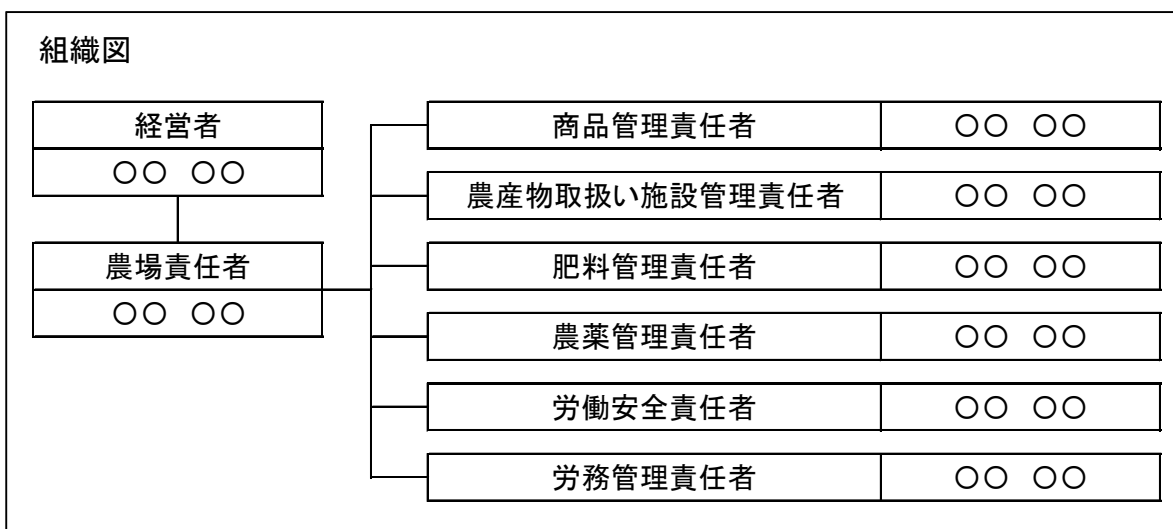 組織図
経営者
〇〇 〇〇
農場責任者
〇〇 〇〇
商品管理責任者 〇〇 〇〇
農産物取扱い施設管理責任者 〇〇 〇〇
肥料管理責任者 〇〇 〇〇
農薬管理責任者 〇〇 〇〇
労働安全責任者 〇〇 〇〇
労務管理責任者 〇〇 〇〇